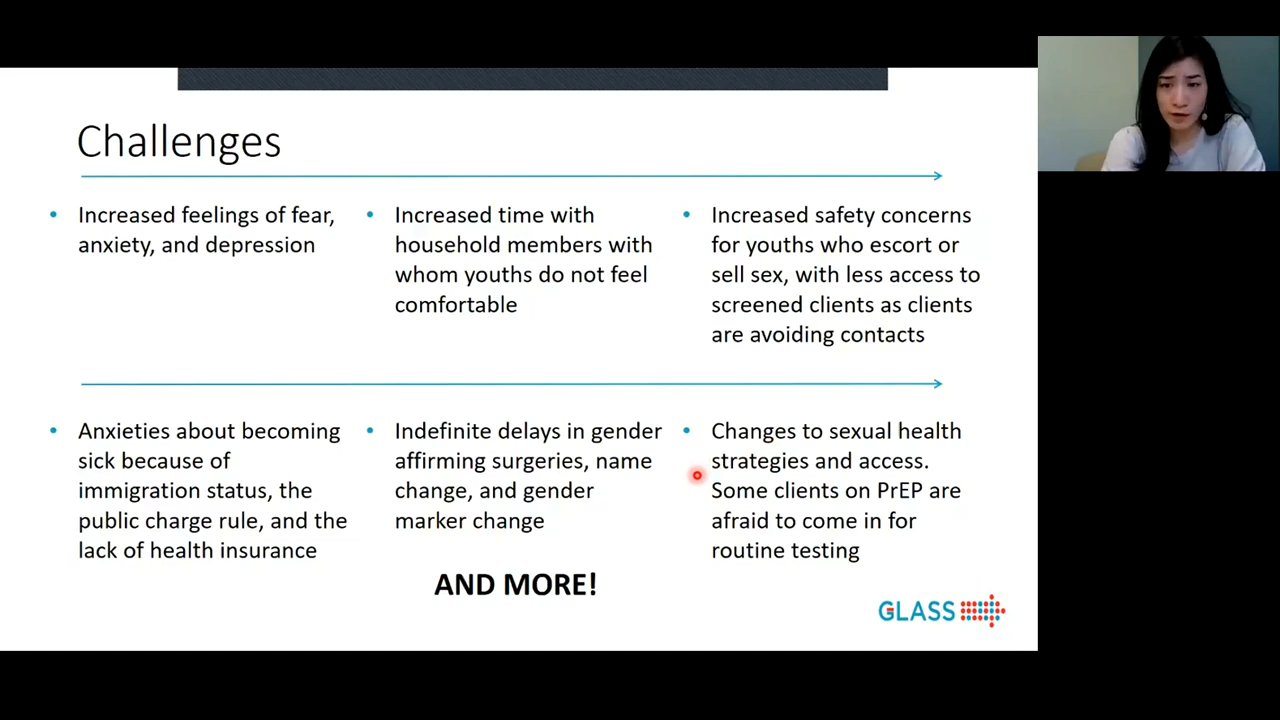 Challenges
Increased feelings of fear,
anxiety, and depression
Increased time with
household members with
whom youths do not feel
comfortable
Increased safety concerns
for youths who escort or
sell sex, with less access to
screened clients as clients
are avoiding contacts
Anxieties about becoming
sick because of
immigration status, the
public charge rule, and the
lack of health insurance
Indefinite delays in gender
affirming surgeries, name
change, and gender
marker change
Changes to sexual health
strategies and access.
Some clients on PrEP are
afraid to come in for
routine testing
AND MORE!
GLASS